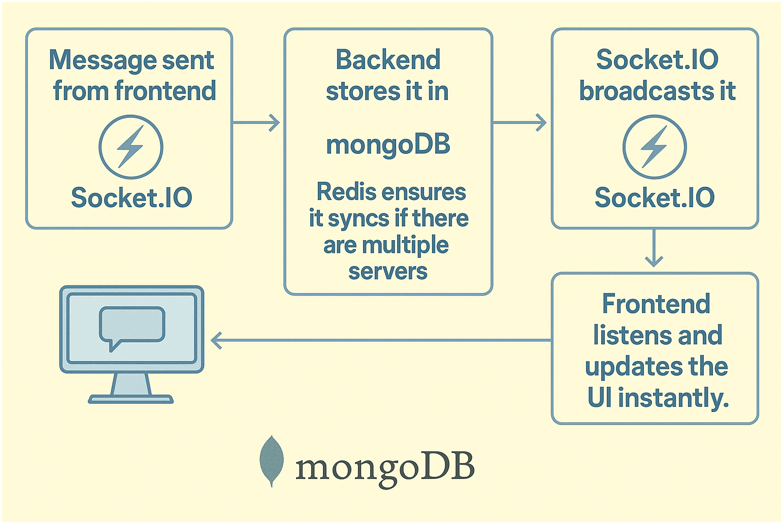 Message sent
from frontend
Socket.IO
Backend
stores it in
mongoDB
Redis ensures
it syncs if there
are multiple
servers
Socket.IO
broadcasts it
Socket.IO
Frontend
listens and
updates the
UI instantly.
mongoDB